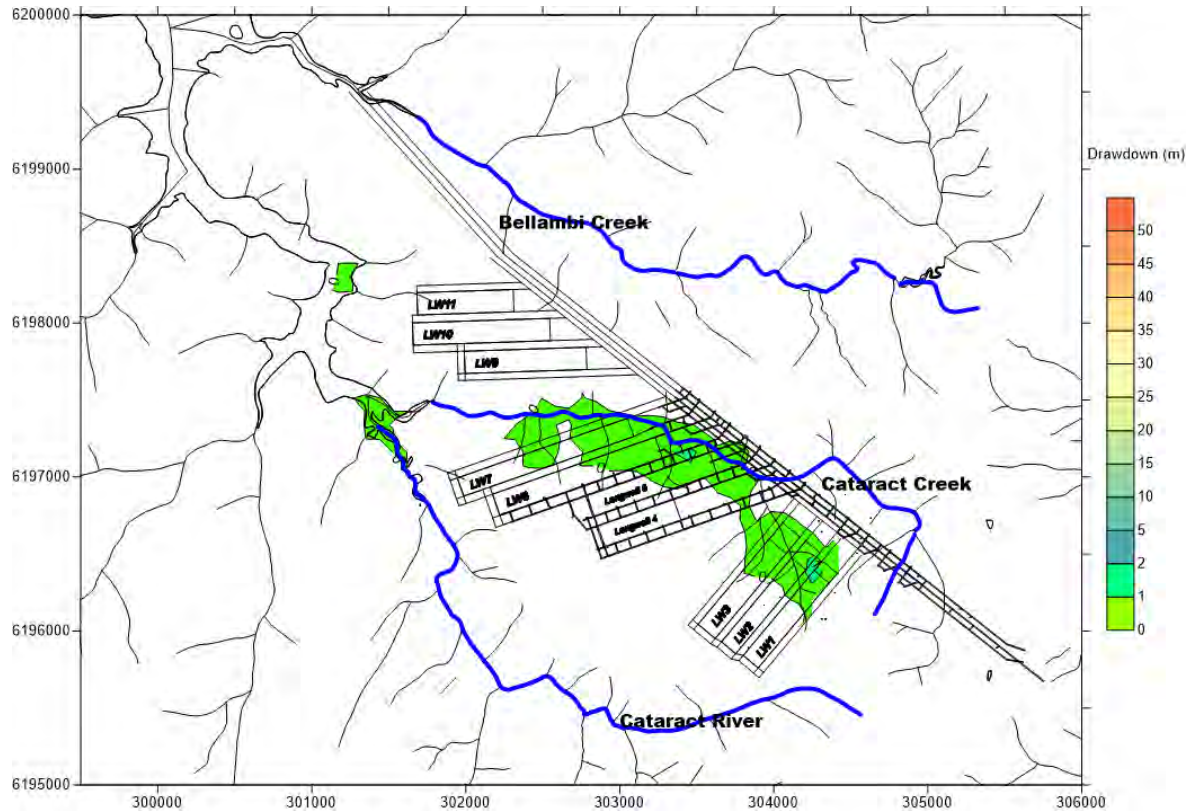 6200000
6199000
6198000
6197000
6196000
6195000
300000
301000
302000
303000
304000
305000
306000
Bellambi Creek
LW11
LW10
LW9
LW7
LW6
Longwall 5
Longwall 4
Cataract Creek
LW3
LW2
LW1
Cataract River
Drawdown (m)
50
45
40
35
30
25
20
15
10
5
2
1
0